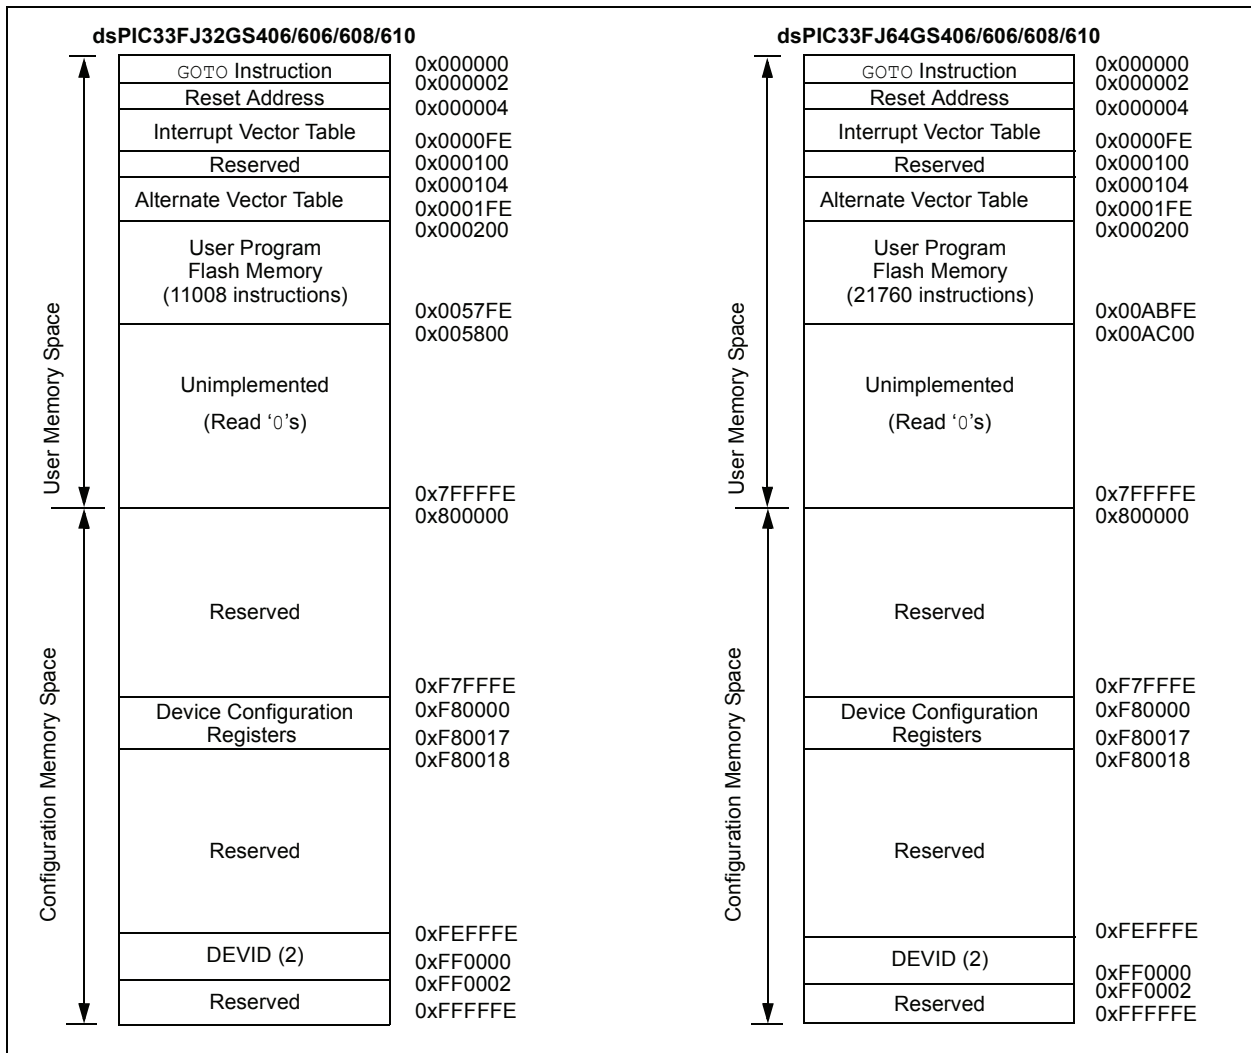 dsPIC33FJ32GS406/606/608/610
GOTO Instruction
0x000000
0x000002
Reset Address
0x000004
Interrupt Vector Table
0x0000FE
Reserved
0x000100
0x000104
Alternate Vector Table
0x0001FE
0x000200
User Program
Flash Memory
(11008 instructions)
0x0057FE
0x005800
Unimplemented
(Read ‘0’s)
0x7FFFFE
0x800000
Reserved
0xF7FFFE
Device Configuration
Registers
0xF80000
0xF80017
0xF80018
Reserved
0xFEFFFE
DEVID (2)
0xFF0000
0xFF0002
Reserved
0xFFFFFE
User Memory Space
Configuration Memory Space
dsPIC33FJ64GS406/606/608/610
GOTO Instruction
0x000000
0x000002
Reset Address
0x000004
Interrupt Vector Table
0x0000FE
Reserved
0x000100
0x000104
Alternate Vector Table
0x0001FE
0x000200
User Program
Flash Memory
(21760 instructions)
0x00ABFE
0x00AC00
Unimplemented
(Read ‘0’s)
0x7FFFFE
0x800000
Reserved
0xF7FFFE
Device Configuration
Registers
0xF80000
0xF80017
0xF80018
Reserved
0xFEFFFE
DEVID (2)
0xFF0000
0xFF0002
Reserved
0xFFFFFE
User Memory Space
Configuration Memory Space